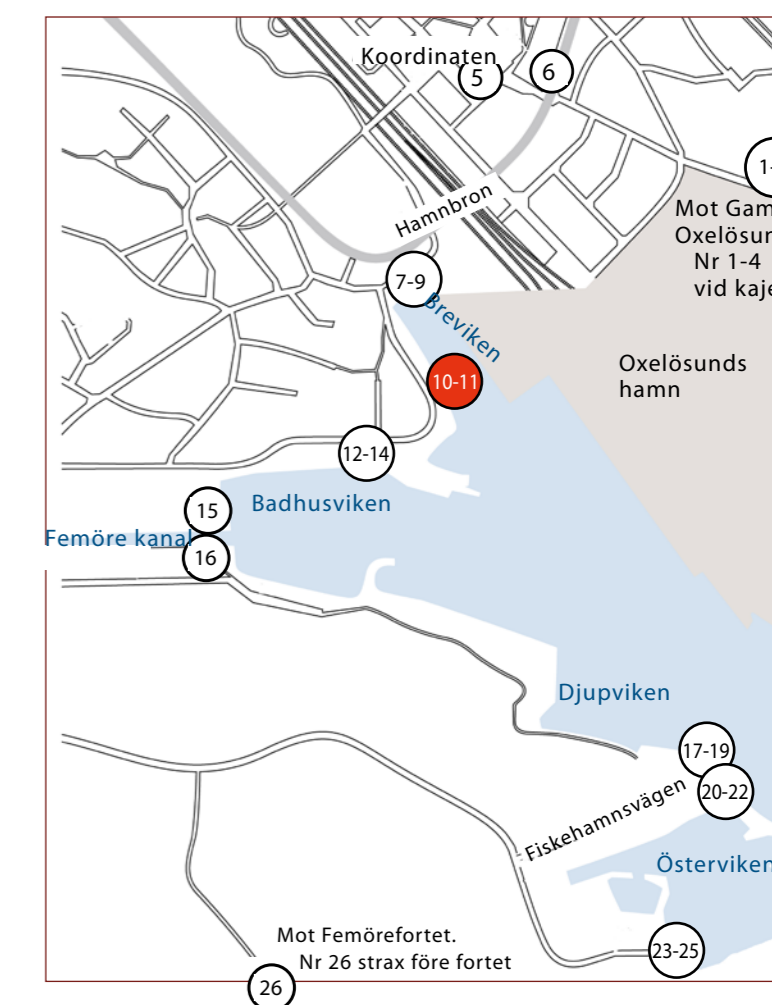 Koordinaten
5
6
Hamnbron
Mot Gam
Oxelösun
Nr 1-4
vid kaje
7-9
Breviken
Oxelösunds
hamn
10-11
12-14
Badhusviken
15
Femöre kanal
16
Djupviken
17-19
20-22
Fiskehamnsvägen
Österviken
Mot Femörefortet.
Nr 26 strax före fortet
23-25
26